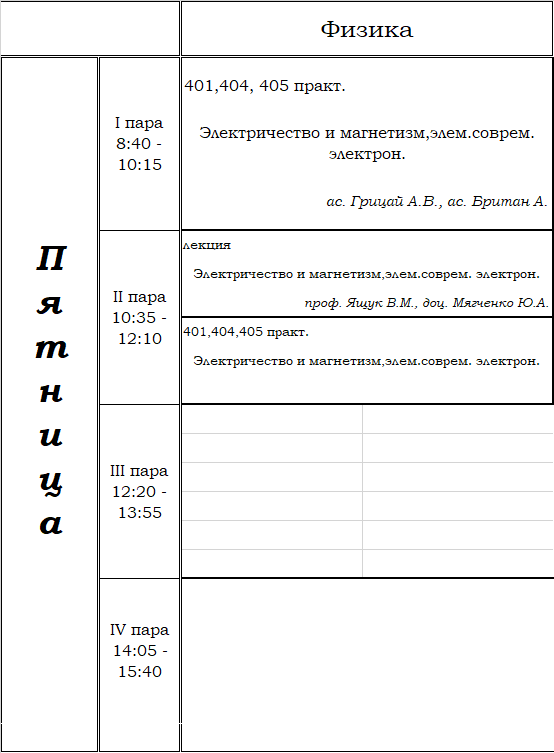 Физика
Пятница
I пара
8:40 -
10:15
401,404, 405 практ.
Электричество и магнетизм,элем.соврем.
электрон.
ас. Грицай А.В., ас. Британ А.
II пара
10:35 -
12:10
лекция
Электричество и магнетизм,элем.соврем. электрон.
проф. Ящук В.М., доц. Мягченко Ю.А.
401,404,405 практ.
Электричество и магнетизм,элем.соврем. электрон.
III пара
12:20 -
13:55
IV пара
14:05 -
15:40